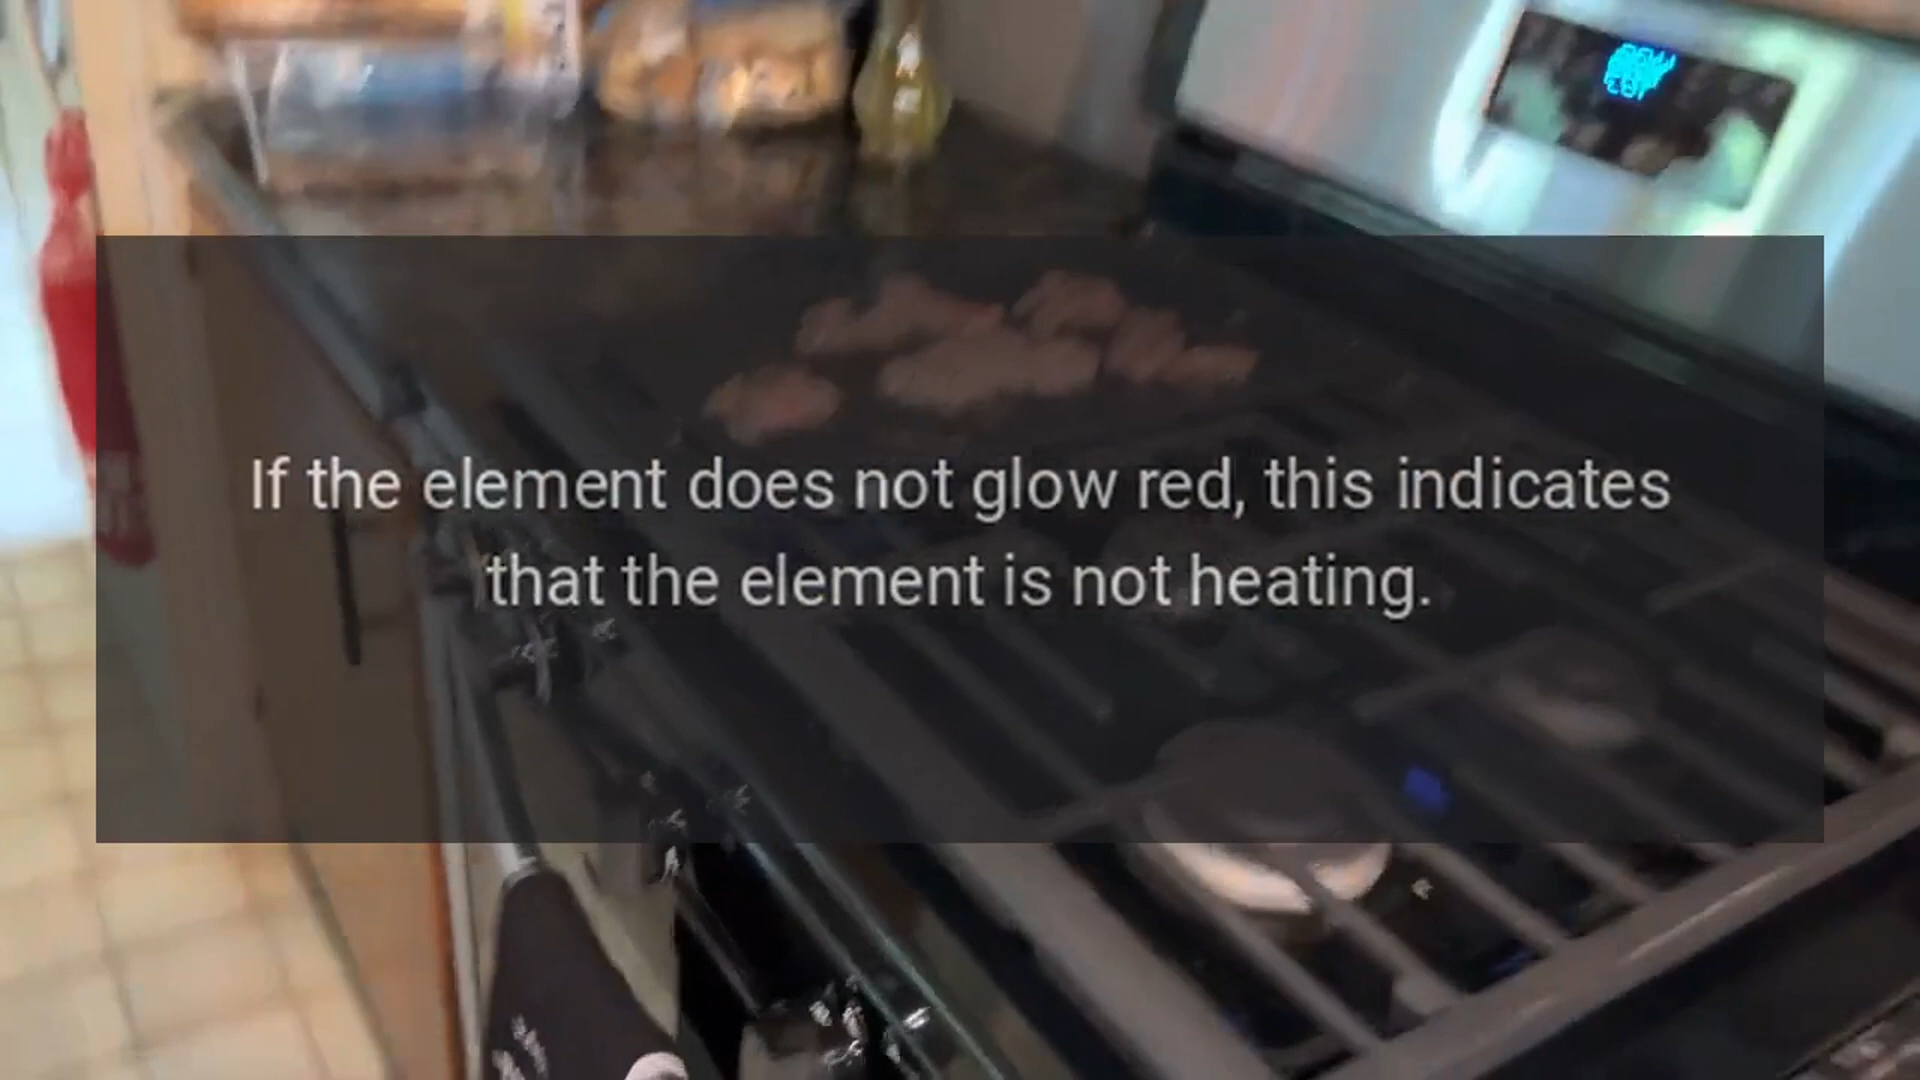 If the element does not glow red, this indicates
that the element is not heating.